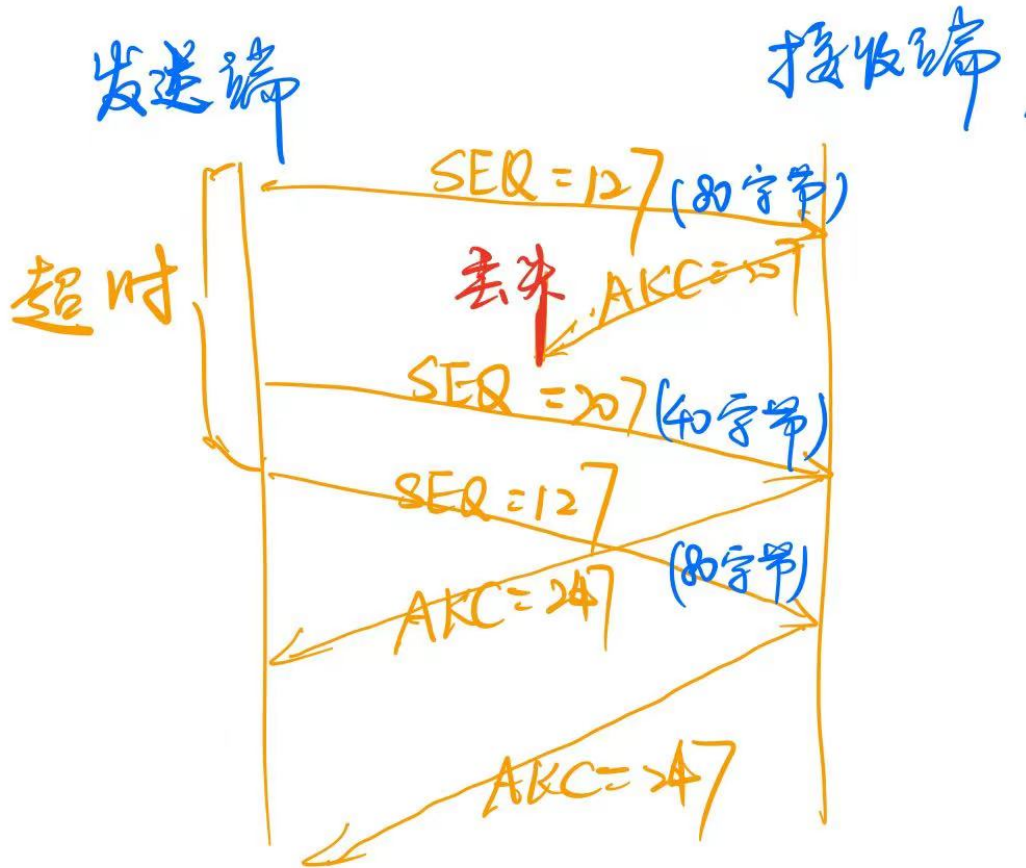 发送端
接收端
SEQ=127 (80字节)
超时
丢失
SEQ=207 (40字节)
SEQ=127
(80字节)
AKC=247
AKC=247